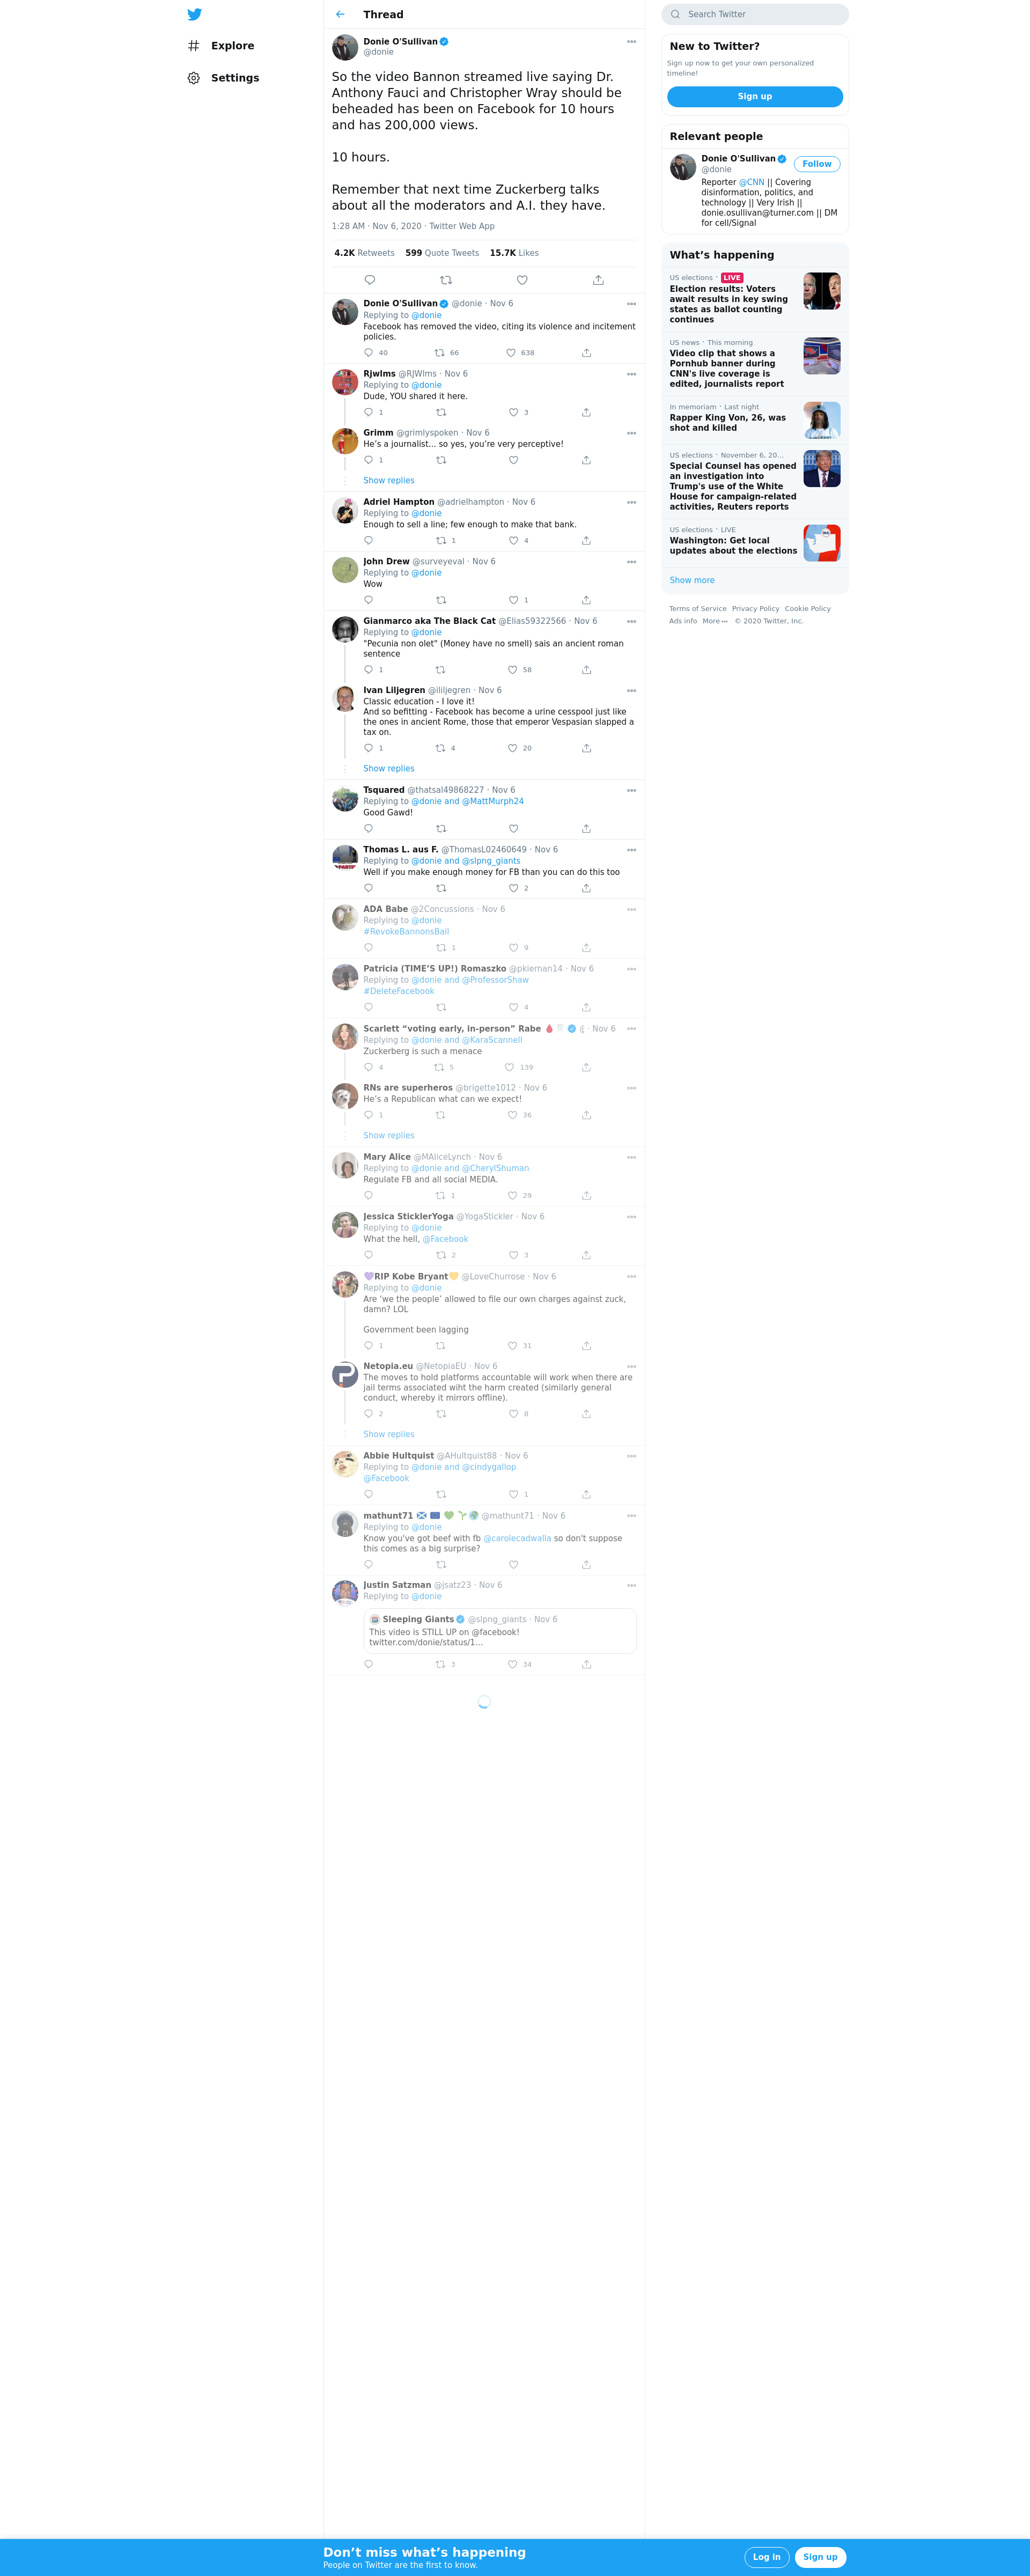 Explore
Settings
Thread
Donie O'Sullivan
@donie
So the video Bannon streamed live saying Dr.
Anthony Fauci and Christopher Wray should be
beheaded has been on Facebook for 10 hours
and has 200,000 views.
10 hours.
Remember that next time Zuckerberg talks
about all the moderators and A.I. they have.
1:28 AM · Nov 6, 2020 · Twitter Web App
4.2K Retweets 599 Quote Tweets 15.7K Likes
Donie O'Sullivan @donie · Nov 6
Replying to @donie
Facebook has removed the video, citing its violence and incitement
policies.
40 66 638
Rjwlms @RJWlms · Nov 6
Replying to @donie
Dude, YOU shared it here.
1 3
Grimm @grimlyspoken · Nov 6
He’s a journalist... so yes, you’re very perceptive!
1
Show replies
Adriel Hampton @adrielhampton · Nov 6
Replying to @donie
Enough to sell a line; few enough to make that bank.
1 4
John Drew @surveyeval · Nov 6
Replying to @donie
Wow
1
Gianmarco aka The Black Cat @Elias59322566 · Nov 6
Replying to @donie
"Pecunia non olet" (Money have no smell) sais an ancient roman
sentence
1 58
Ivan Liljegren @ililjegren · Nov 6
Classic education - I love it!
And so befitting - Facebook has become a urine cesspool just like
the ones in ancient Rome, those that emperor Vespasian slapped a
tax on.
1 4 20
Show replies
Tsquared @thatsal49868227 · Nov 6
Replying to @donie and @MattMurph24
Good Gawd!
Thomas L. aus F. @ThomasL02460649 · Nov 6
Replying to @donie and @slpng_giants
Well if you make enough money for FB than you can do this too
2
ADA Babe @2Concussions · Nov 6
Replying to @donie
#RevokeBannonsBail
1 9
Patricia (TIME’S UP!) Romaszko @pkiernan14 · Nov 6
Replying to @donie and @ProfessorShaw
#DeleteFacebook
4
Scarlett “voting early, in-person” Rabe · Nov 6
Replying to @donie and @KaraScannell
Zuckerberg is such a menace
4 5 139
RNs are superheros @brigette1012 · Nov 6
He’s a Republican what can we expect!
1 36
Show replies
Mary Alice @MAliceLynch · Nov 6
Replying to @donie and @CherylShuman
Regulate FB and all social MEDIA.
1 29
Jessica SticklerYoga @YogaStickler · Nov 6
Replying to @donie
What the hell, @Facebook
2 3
💜RIP Kobe Bryant💛 @LoveChurrose · Nov 6
Replying to @donie
Are ‘we the people’ allowed to file our own charges against zuck,
damn? LOL
Government been lagging
1 31
Netopia.eu @NetopiaEU · Nov 6
The moves to hold platforms accountable will work when there are
jail terms associated wiht the harm created (similarly general
conduct, whereby it mirrors offline).
2 8
Show replies
Abbie Hultquist @AHultquist88 · Nov 6
Replying to @donie and @cindygallop
@Facebook
1
mathunt71 @mathunt71 · Nov 6
Replying to @donie
Know you've got beef with fb @carolecadwalla so don't suppose
this comes as a big surprise?
Justin Satzman @jsatz23 · Nov 6
Replying to @donie
Sleeping Giants @slpng_giants · Nov 6
This video is STILL UP on @facebook!
twitter.com/donie/status/1…
3 34
Search Twitter
New to Twitter?
Sign up now to get your own personalized
timeline!
Sign up
Relevant people
Donie O'Sullivan
@donie
Follow
Reporter @CNN || Covering
disinformation, politics, and
technology || Very Irish ||
donie.osullivan@turner.com || DM
for cell/Signal
What’s happening
US elections · LIVE
Election results: Voters
await results in key swing
states as ballot counting
continues
US news · This morning
Video clip that shows a
Pornhub banner during
CNN's live coverage is
edited, journalists report
In memoriam · Last night
Rapper King Von, 26, was
shot and killed
US elections · November 6, 20…
Special Counsel has opened
an investigation into
Trump's use of the White
House for campaign-related
activities, Reuters reports
US elections · LIVE
Washington: Get local
updates about the elections
Show more
Terms of Service Privacy Policy Cookie Policy
Ads info More © 2020 Twitter, Inc.
Don’t miss what’s happening
People on Twitter are the first to know.
Log in
Sign up